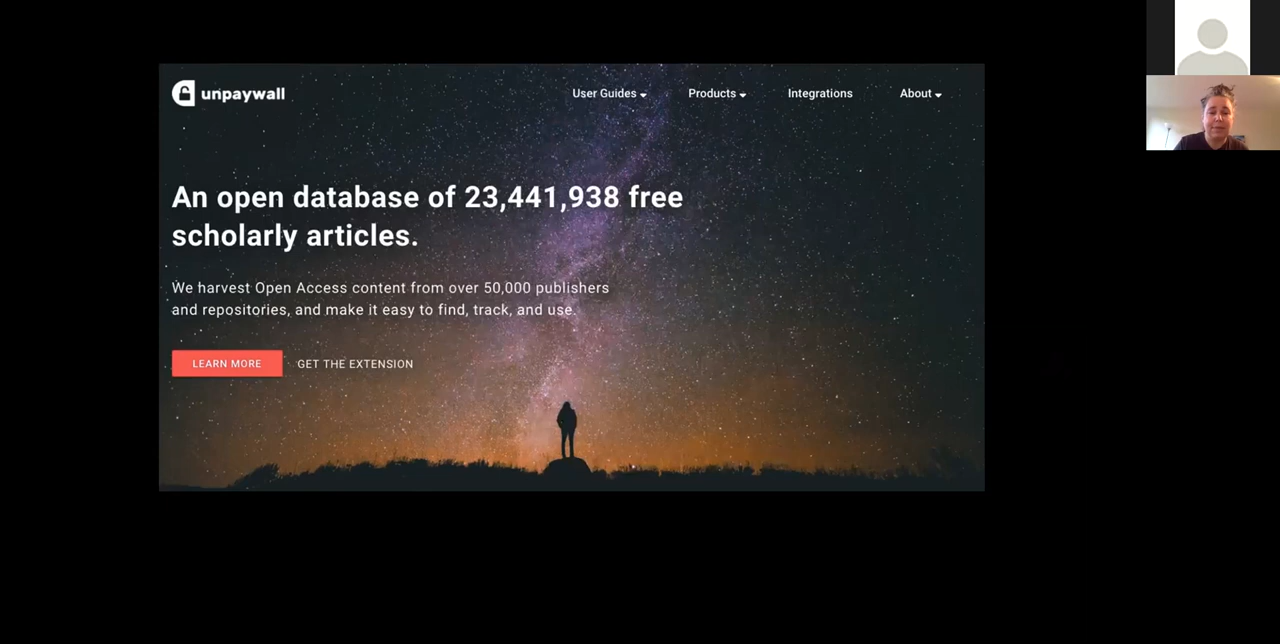 unpaywall
User Guides
Products
Integrations
About
An open database of 23,441,938 free
scholarly articles.
We harvest Open Access content from over 50,000 publishers
and repositories, and make it easy to find, track, and use.
LEARN MORE
GET THE EXTENSION